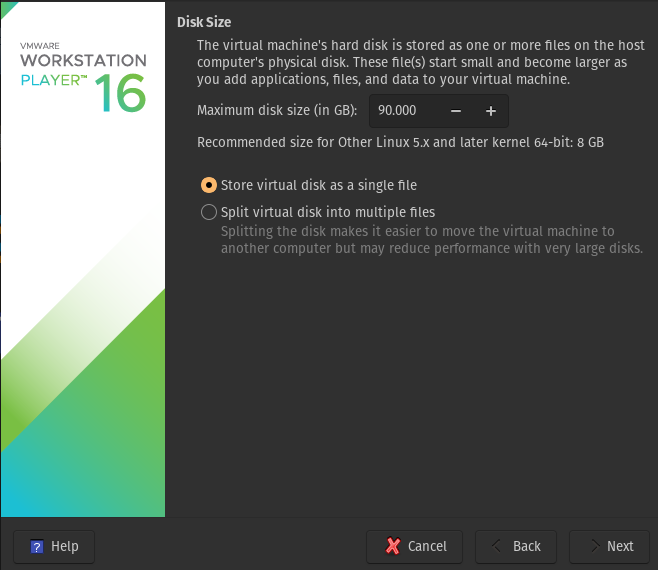 Disk Size
VMWARE
WORKSTATION
PLAYER™ 16
The virtual machine's hard disk is stored as one or more files on the host
computer's physical disk. These file(s) start small and become larger as
you add applications, files, and data to your virtual machine.
Maximum disk size (in GB): 90.000 − +
Recommended size for Other Linux 5.x and later kernel 64-bit: 8 GB
Store virtual disk as a single file
Split virtual disk into multiple files
Splitting the disk makes it easier to move the virtual machine to
another computer but may reduce performance with very large disks.
? Help Cancel Back Next